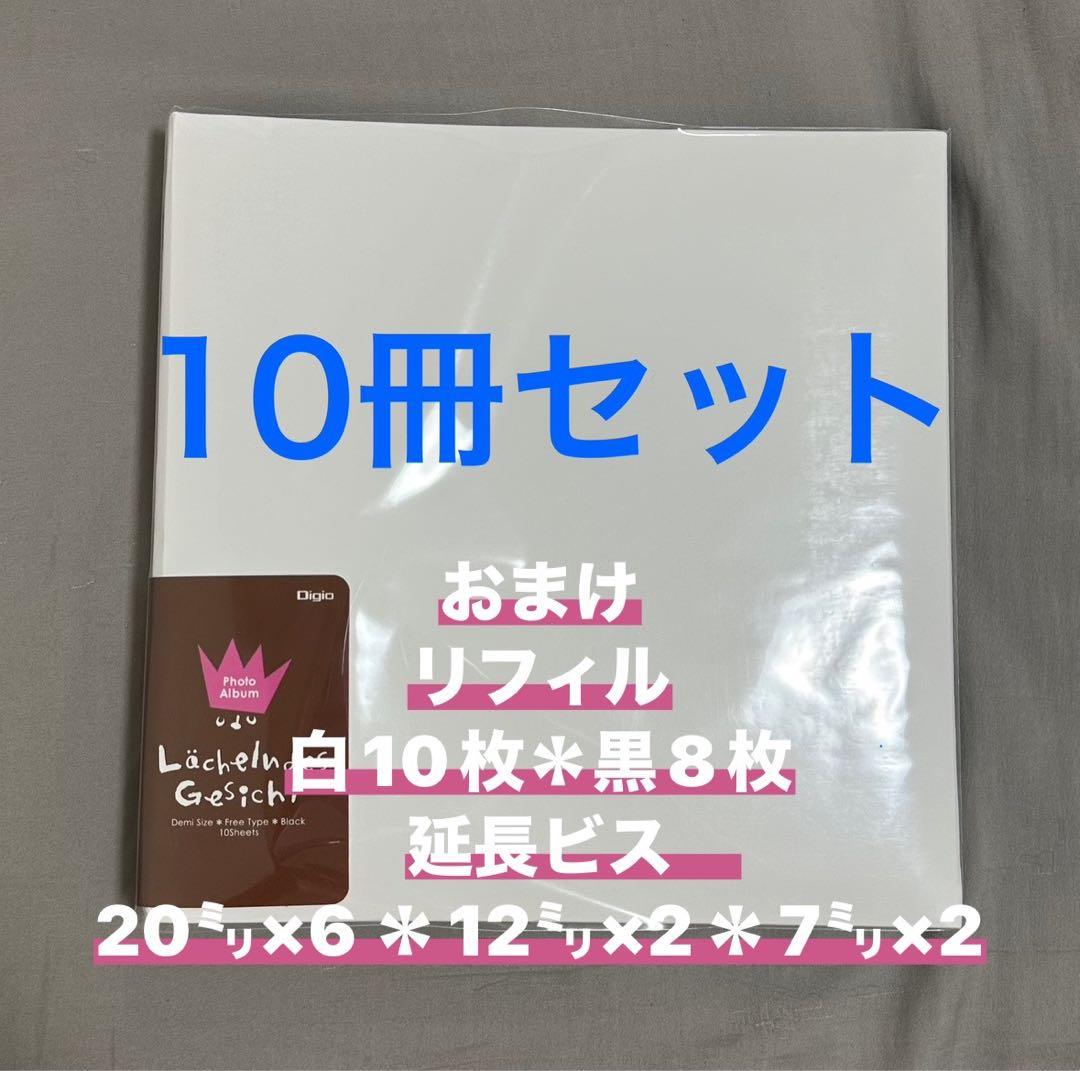 10冊セット
おまけ
リフィル
白10枚＊黒8枚
延長ビス
20㍉×6＊12㍉×2＊7㍉×2
Digio
Photo
Album
Gesicht
Demi Size＊Free Type＊Black
10Sheets